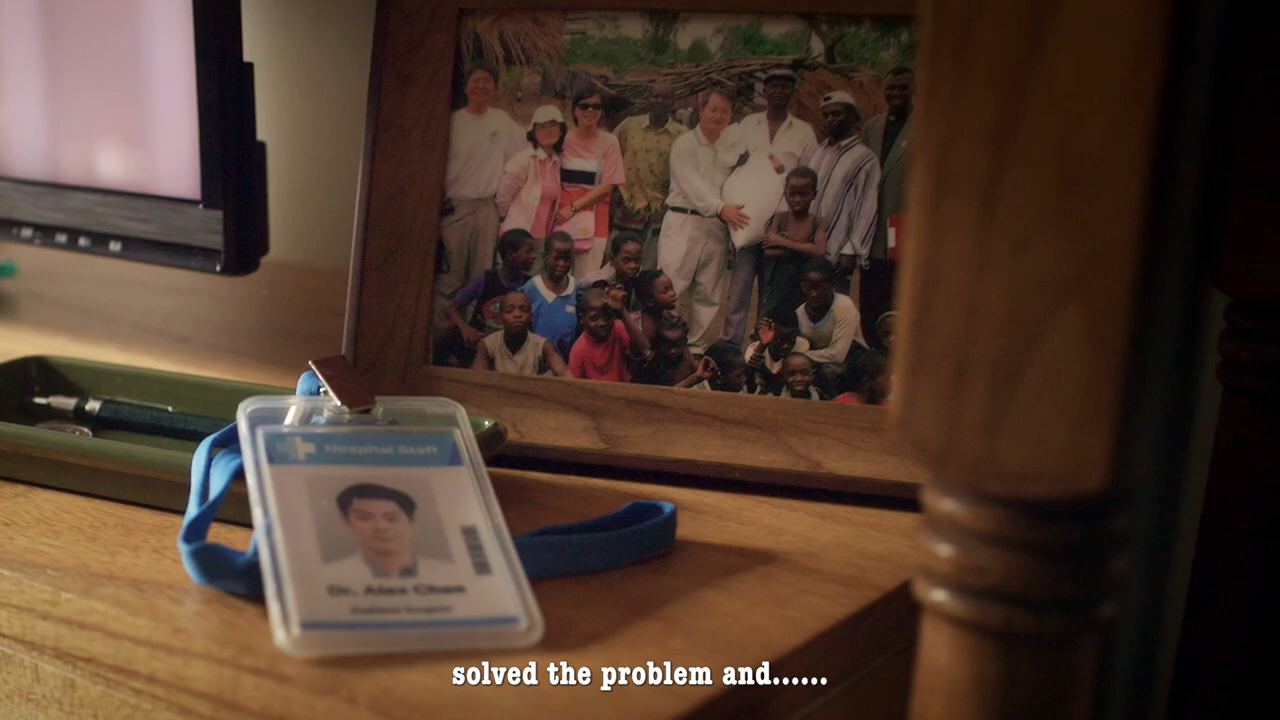 Hospital Staff
Dr. Alex Chen
solved the problem and......